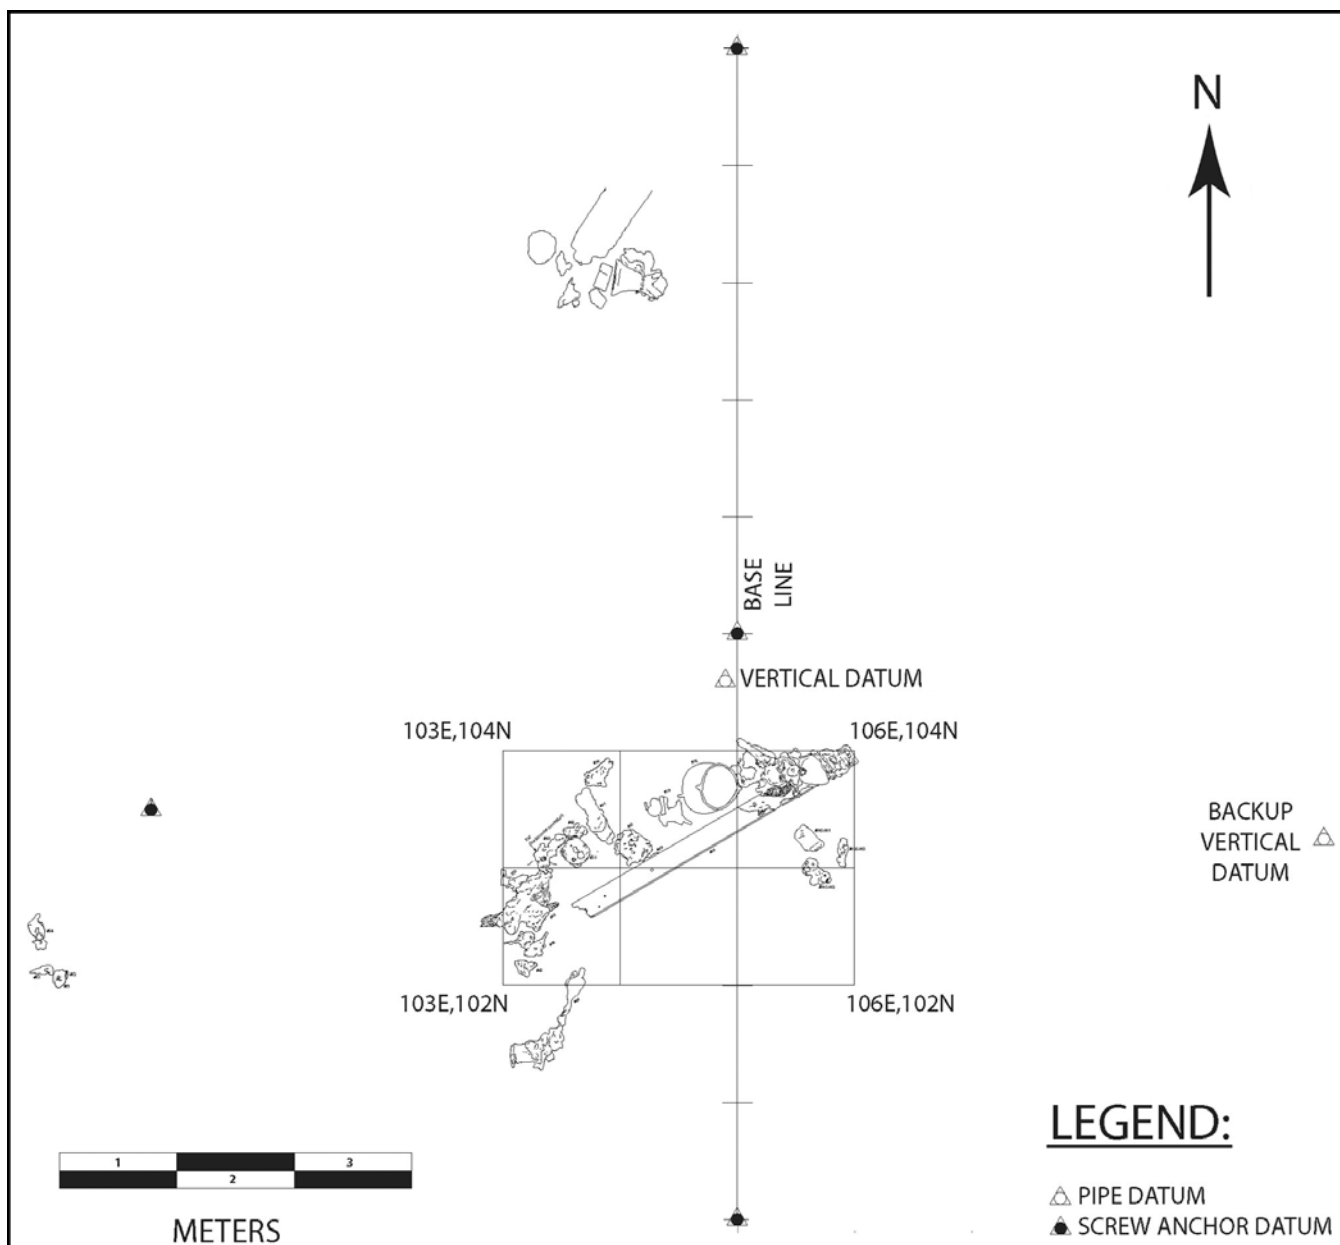 N
BASE
LINE
VERTICAL DATUM
103E,104N
106E,104N
BACKUP
VERTICAL
DATUM
103E,102N
106E,102N
LEGEND:
1
3
2
METERS
PIPE DATUM
SCREW ANCHOR DATUM